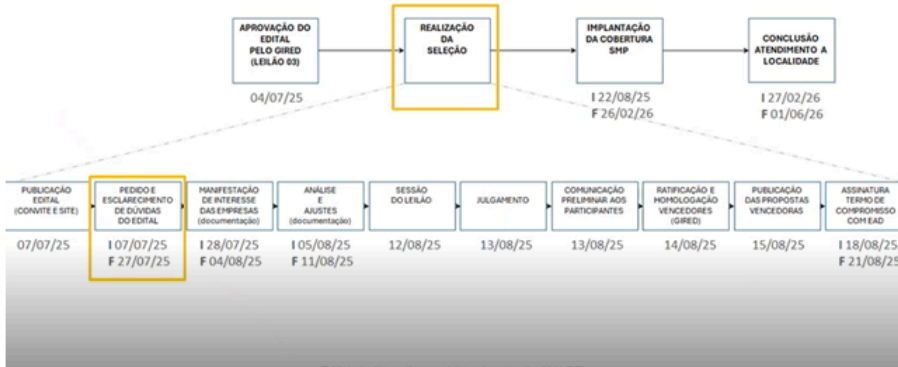 APROVAÇÃO DO
EDITAL
PELO GIRED
(LEILÃO 03)
04/07/25
REALIZAÇÃO
DA
SELEÇÃO
IMPLANTAÇÃO
DA COBERTURA
SMP
I 22/08/25
F 26/02/26
CONCLUSÃO
ATENDIMENTO A
LOCALIDADE
I 27/02/26
F 01/06/26
PUBLICAÇÃO
EDITAL
(CONVITE E SITE)
07/07/25
PEDIDO E
ESCLARECIMENTO
DE DÚVIDAS
DO EDITAL
I 07/07/25
F 27/07/25
MANIFESTAÇÃO
DE INTERESSE
DAS EMPRESAS
(documentação)
I 28/07/25
F 04/08/25
ANÁLISE
E
AJUSTES
(documentação)
I 05/08/25
F 11/08/25
SESSÃO
DO LEILÃO
12/08/25
JULGAMENTO
13/08/25
COMUNICAÇÃO
PRELIMINAR AOS
PARTICIPANTES
13/08/25
RATIFICAÇÃO E
HOMOLOGAÇÃO
VENCEDORES
(GIRED)
14/08/25
PUBLICAÇÃO
DAS PROPOSTAS
VENCEDORAS
15/08/25
ASSINATURA
TERMO DE
COMPROMISSO
COM EAD
I 18/08/25
F 21/08/25